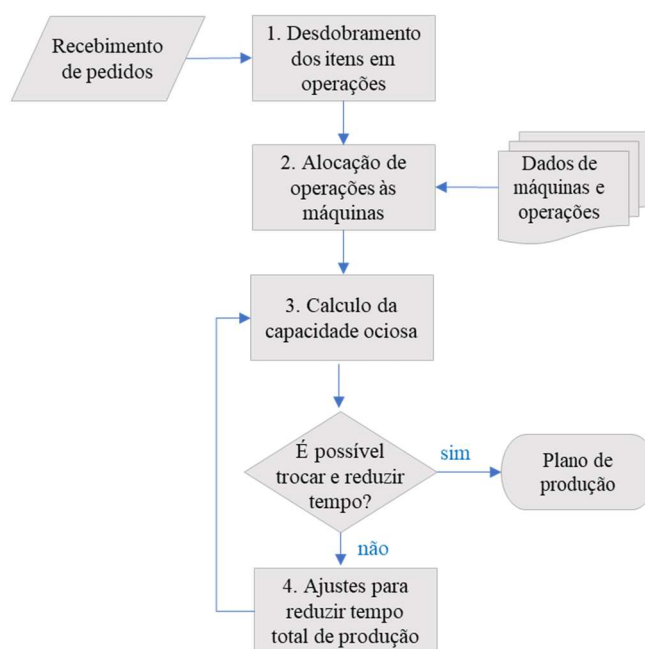 Recebimento
de pedidos
1. Desdobramento
dos itens em
operações
2. Alocação de
operações às
máquinas
Dados de
máquinas e
operações
3. Calculo da
capacidade ociosa
É possível
trocar e reduzir
tempo?
sim
Plano de
produção
não
4. Ajustes para
reduzir tempo
total de produção